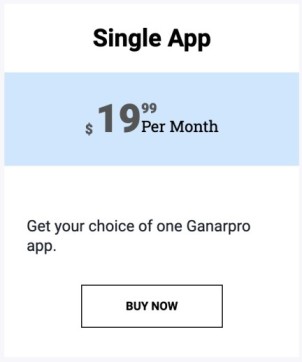 Single App
$ 19 99
Per Month
Get your choice of one Ganarpro
app.
BUY NOW